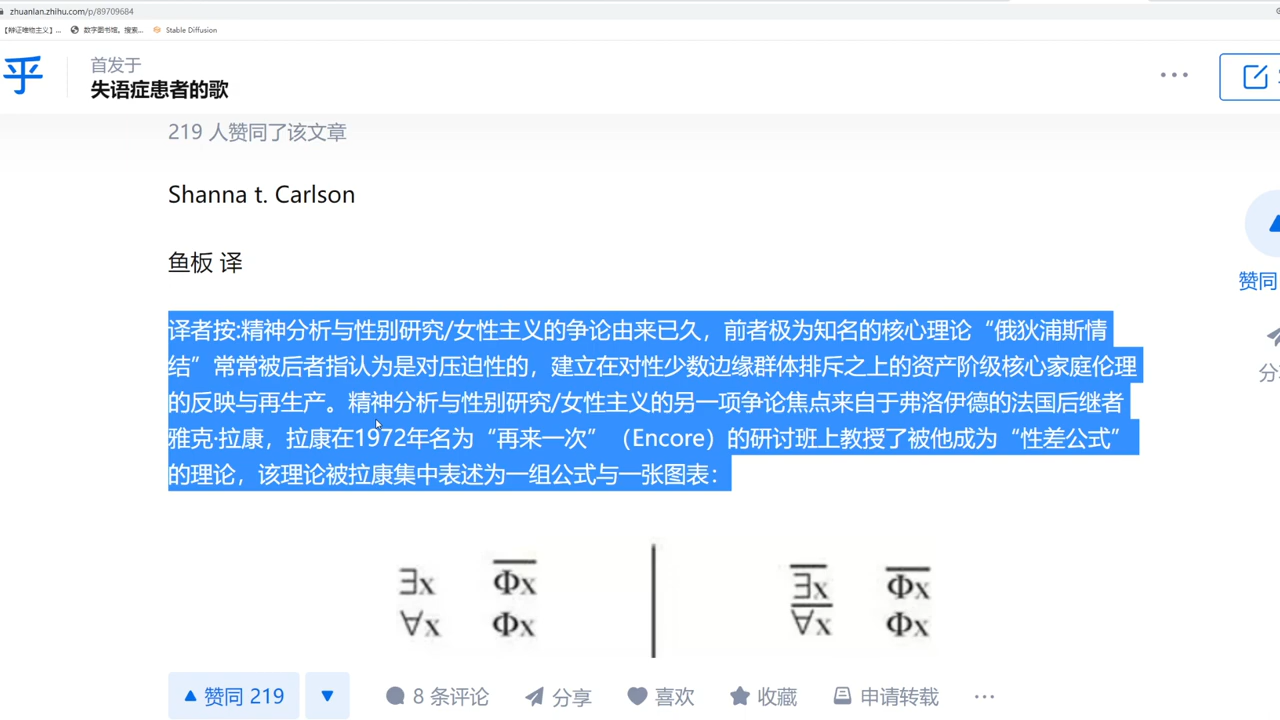 zhuanlan.zhihu.com/p/89709684
【辩证唯物主义】... 数字图书馆。搜索... Stable Diffusion
乎
首发于
失语症患者的歌
219 人赞同了该文章
Shanna t. Carlson
鱼板 译
译者按:精神分析与性别研究/女性主义的争论由来已久，前者极为知名的核心理论“俄狄浦斯情
结”常常被后者指认为是对压迫性的，建立在对性少数边缘群体排斥之上的资产阶级核心家庭伦理
的反映与再生产。精神分析与性别研究/女性主义的另一项争论焦点来自于弗洛伊德的法国后继者
雅克·拉康，拉康在1972年名为“再来一次”（Encore）的研讨班上教授了被他成为“性差公式”
的理论，该理论被拉康集中表述为一组公式与一张图表：
∃x Φ̅x̅ ∃̅x̅ Φ̅x̅
∀x Φx ∀̅x̅ Φx
赞同
赞同 219 8 条评论 分享 喜欢 收藏 申请转载 ...